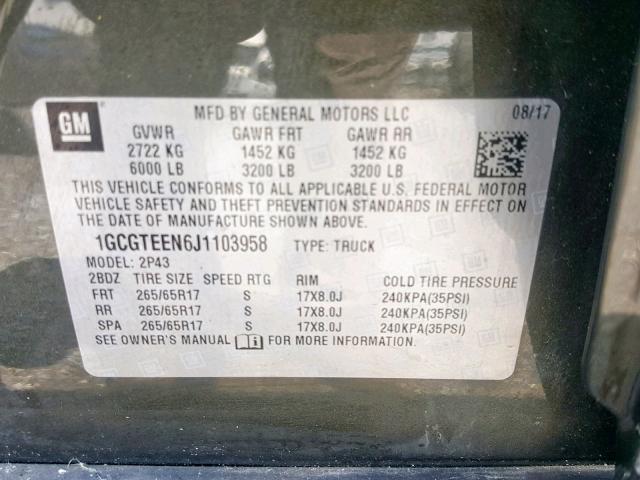 GM
MFD BY GENERAL MOTORS LLC 08/17
GVWR GAWR FRT GAWR RR
2722 KG 1452 KG 1452 KG
6000 LB 3200 LB 3200 LB
THIS VEHICLE CONFORMS TO ALL APPLICABLE U.S. FEDERAL MOTOR
VEHICLE SAFETY AND THEFT PREVENTION STANDARDS IN EFFECT ON
THE DATE OF MANUFACTURE SHOWN ABOVE.
1GCGTEEN6J1103958 TYPE: TRUCK
MODEL: 2P43
2BDZ TIRE SIZE SPEED RTG RIM COLD TIRE PRESSURE
FRT 265/65R17 S 17X8.0J 240KPA(35PSI)
RR 265/65R17 S 17X8.0J 240KPA(35PSI)
SPA 265/65R17 S 17X8.0J 240KPA(35PSI)
SEE OWNER'S MANUAL FOR MORE INFORMATION.